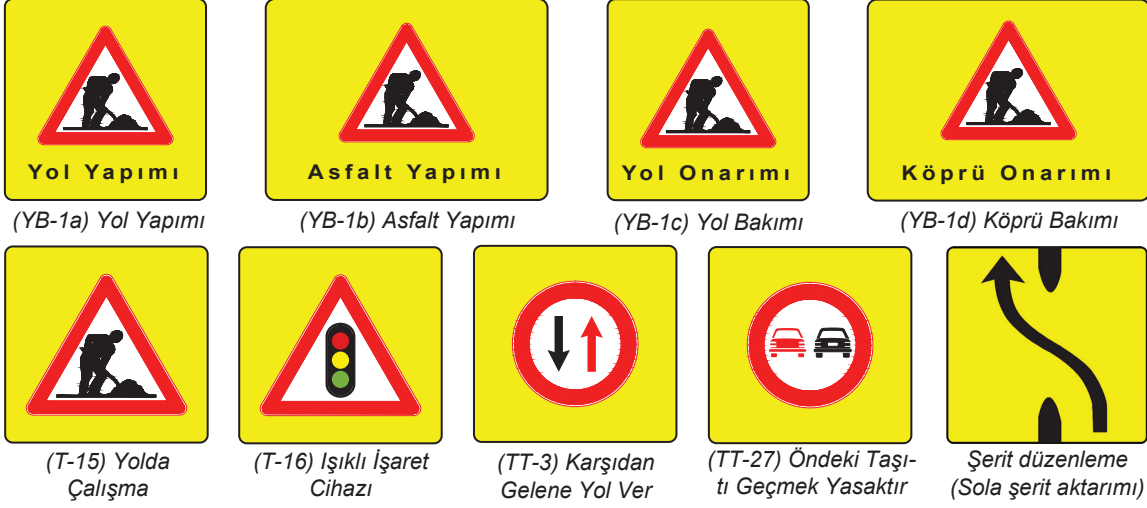 Yol Yapımı
Asfalt Yapımı
Yol Onarımı
Köprü Onarımı
(YB-1a) Yol Yapımı
(YB-1b) Asfalt Yapımı
(YB-1c) Yol Bakımı
(YB-1d) Köprü Bakımı
(T-15) Yolda
Çalışma
(T-16) Işıklı İşaret
Cihazı
(TT-3) Karşıdan
Gelene Yol Ver
(TT-27) Öndeki Taşı-
tı Geçmek Yasaktır
Şerit düzenleme
(Sola şerit aktarımı)